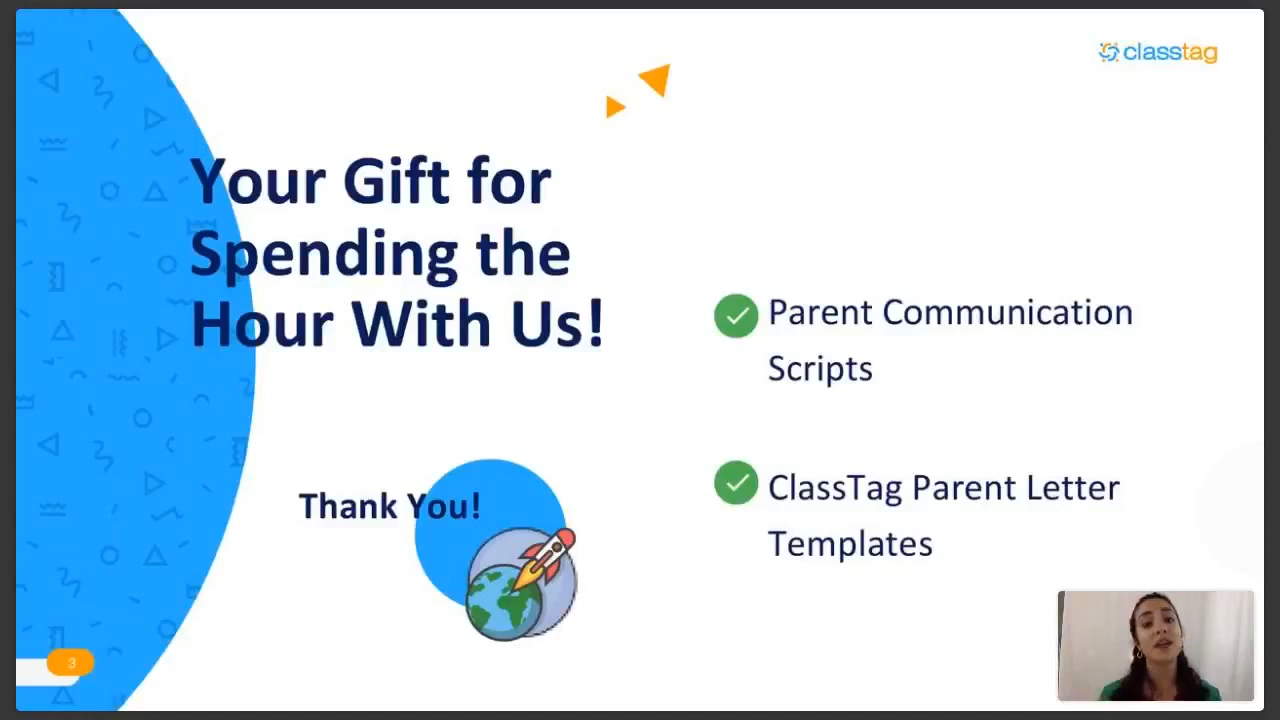 classtag
Your Gift for
Spending the
Hour With Us!
Parent Communication
Scripts
Thank You!
ClassTag Parent Letter
Templates
3